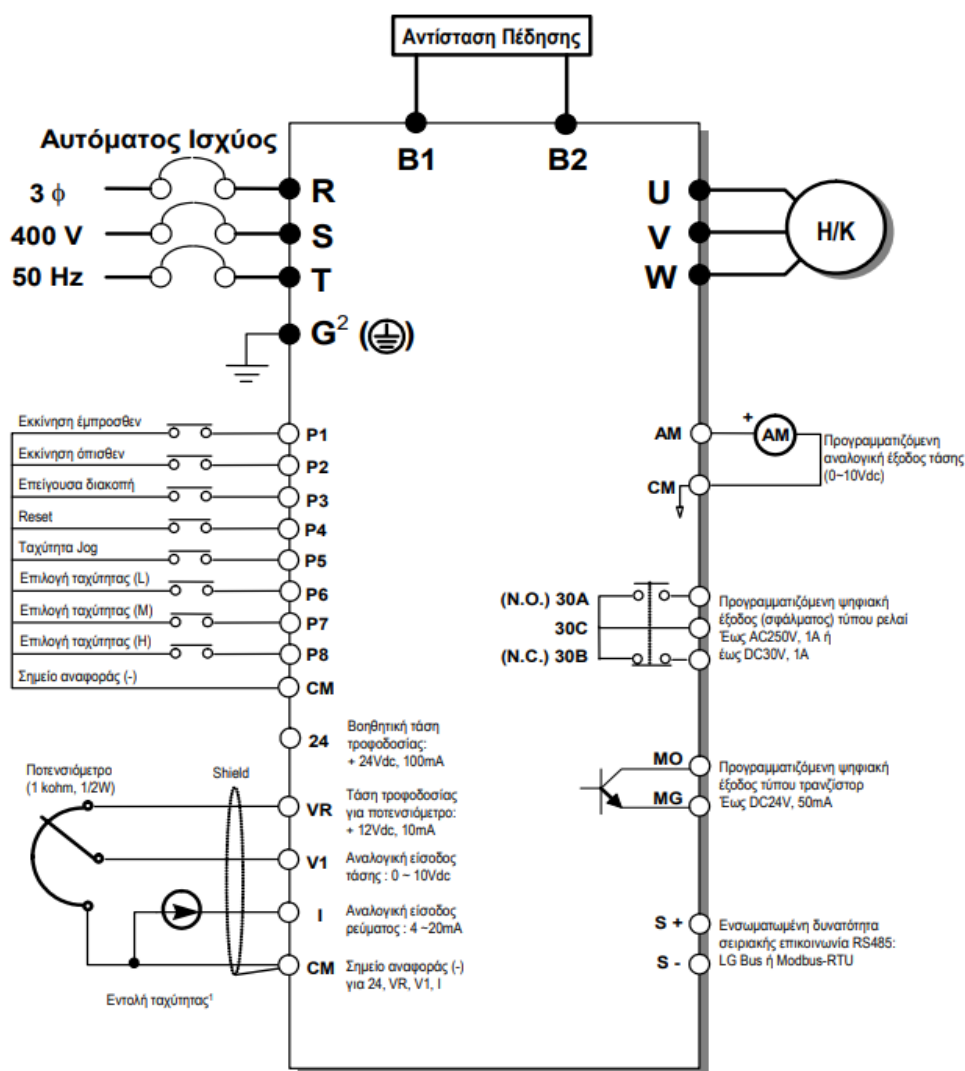 Αντίσταση Πέδησης
B1
B2
Αυτόματος Ισχύος
3 ϕ
400 V
50 Hz
R
S
T
G² ( )
U
V
W
Η/Κ
Εκκίνηση έμπροσθεν
P1
Εκκίνηση όπισθεν
P2
Επείγουσα διακοπή
P3
Reset
P4
Ταχύτητα Jog
P5
Επιλογή ταχύτητας (L)
P6
Επιλογή ταχύτητας (M)
P7
Επιλογή ταχύτητας (H)
P8
Σημείο αναφοράς (-)
CM
AM
+
AM
CM
Προγραμματιζόμενη
αναλογική έξοδος τάσης
(0~10Vdc)
(N.O.) 30A
30C
(N.C.) 30B
Προγραμματιζόμενη ψηφιακή
έξοδος (σφάλματος) τύπου ρελαί
Έως AC250V, 1A ή
έως DC30V, 1A
24
Βοηθητική τάση
τροφοδοσίας:
+ 24Vdc, 100mA
MO
MG
Προγραμματιζόμενη ψηφιακή
έξοδος τύπου τρανζίστορ
Έως DC24V, 50mA
Ποτενσιόμετρο
(1 kohm, 1/2W)
Shield
VR
Τάση τροφοδοσίας
για ποτενσιόμετρο:
+ 12Vdc, 10mA
V1
Αναλογική είσοδος
τάσης : 0 ~ 10Vdc
I
Αναλογική είσοδος
ρεύματος : 4 ~20mA
CM
Σημείο αναφοράς (-)
για 24, VR, V1, I
Εντολή ταχύτητας¹
S +
S -
Ενσωματωμένη δυνατότητα
σειριακής επικοινωνία RS485:
LG Bus ή Modbus-RTU